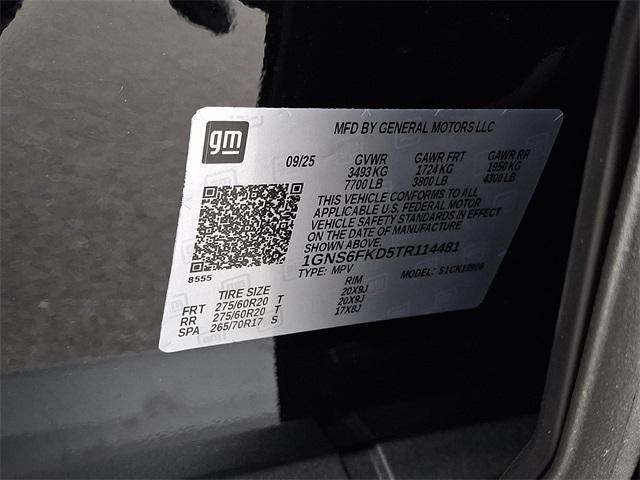 gm
MFD BY GENERAL MOTORS LLC
09/25 GVWR GAWR FRT GAWR RR
3493 KG 1724 KG 1950 KG
7700 LB 3800 LB 4300 LB
THIS VEHICLE CONFORMS TO ALL
APPLICABLE U.S. FEDERAL MOTOR
VEHICLE SAFETY STANDARDS IN EFFECT
ON THE DATE OF MANUFACTURE
SHOWN ABOVE.
1GNS6FKD5TR114481
8555
TYPE: MPV MODEL: S1CK10906
TIRE SIZE RIM
FRT 275/60R20 T 20X9J
RR 275/60R20 T 20X9J
SPA 265/70R17 S 17X8J